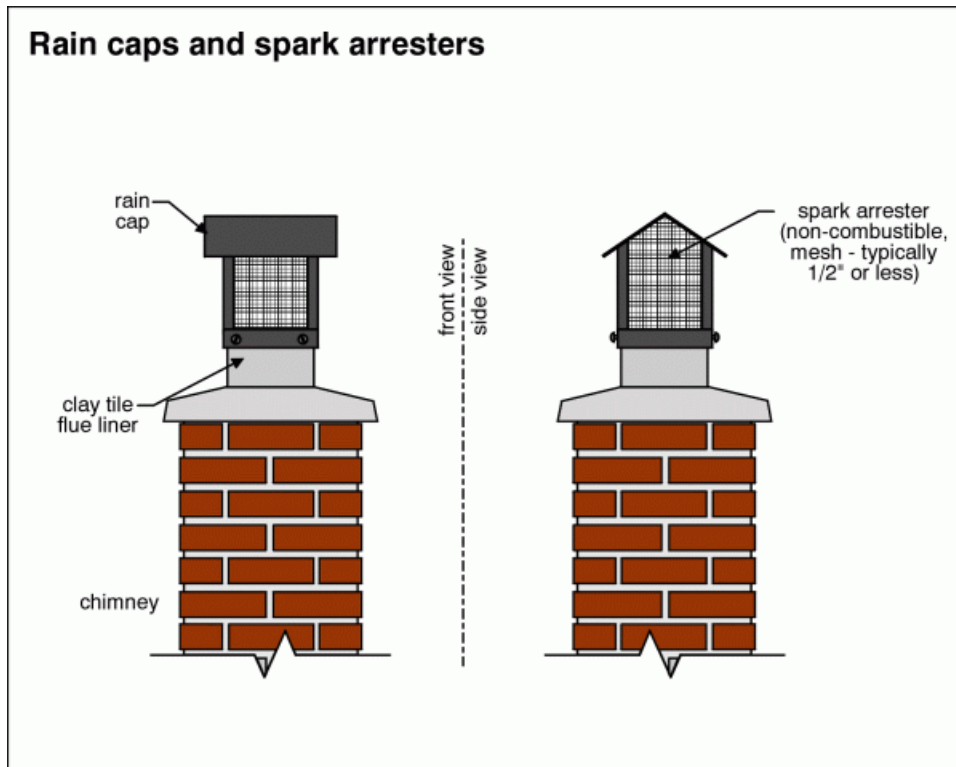 Rain caps and spark arresters
rain
cap
front view
side view
spark arrester
(non-combustible,
mesh - typically
1/2" or less)
clay tile
flue liner
chimney